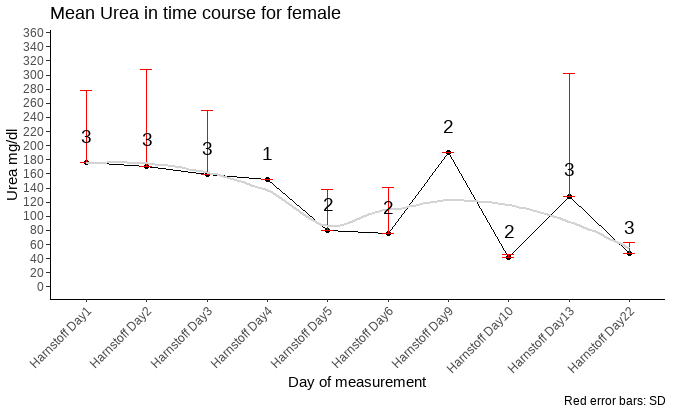 Mean Urea in time course for female
Urea mg/dl
360
340
320
300
280
260
240
220
200
180
160
140
120
100
80
60
40
20
0
3
3
3
1
2
2
2
2
3
3
Harnstoff Day1
Harnstoff Day2
Harnstoff Day3
Harnstoff Day4
Harnstoff Day5
Harnstoff Day6
Harnstoff Day9
Harnstoff Day10
Harnstoff Day13
Harnstoff Day22
Day of measurement
Red error bars: SD